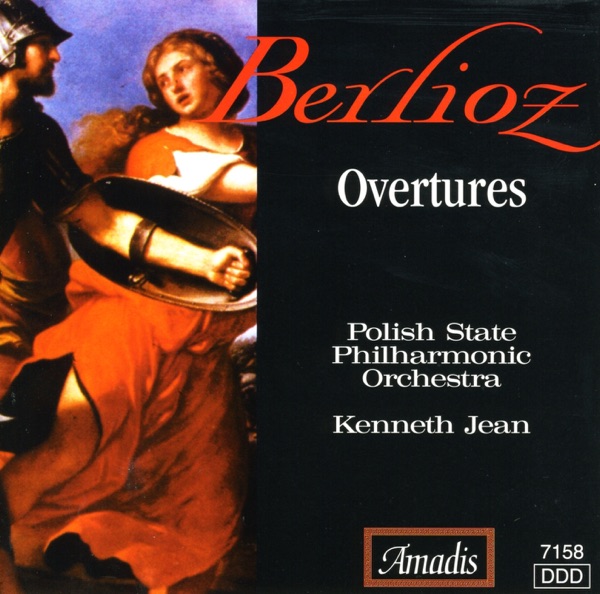 Berlioz
Overtures
Polish State
Philharmonic
Orchestra
Kenneth Jean
Amadis
7158
DDD